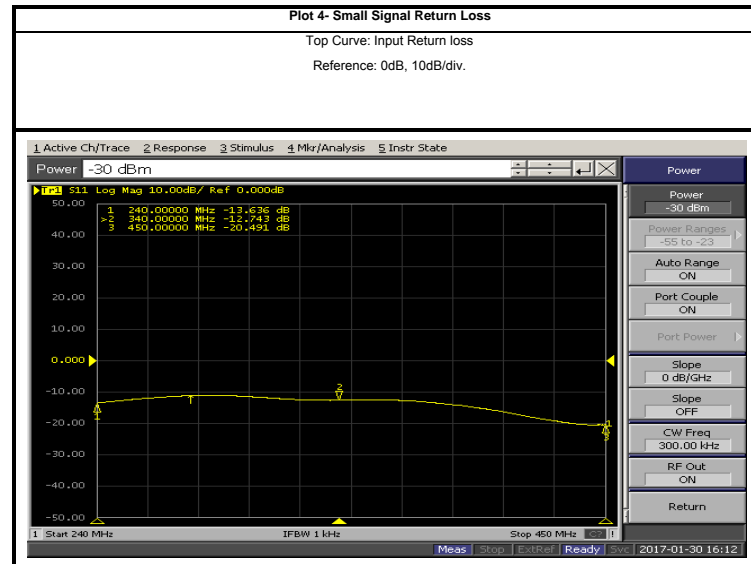 Plot 4- Small Signal Return Loss
Top Curve: Input Return loss
Reference: 0dB, 10dB/div.
1 Active Ch/Trace 2 Response 3 Stimulus 4 Mkr/Analysis 5 Instr State
Power -30 dBm
Tr1 S11 Log Mag 10.00dB/ Ref 0.000dB
50.00
1 240.00000 MHz -13.636 dB
>2 340.00000 MHz -12.743 dB
3 450.00000 MHz -20.491 dB
40.00
30.00
20.00
10.00
0.000
-10.00
-20.00
-30.00
-40.00
-50.00
2
1
1
3
1 Start 240 MHz IFBW 1 kHz Stop 450 MHz C? !
Power
Power
-30 dBm
Power Ranges
-55 to -23
Auto Range
ON
Port Couple
ON
Port Power
Slope
0 dB/GHz
Slope
OFF
CW Freq
300.00 kHz
RF Out
ON
Return
Meas Stop ExtRef Ready Svc 2017-01-30 16:12